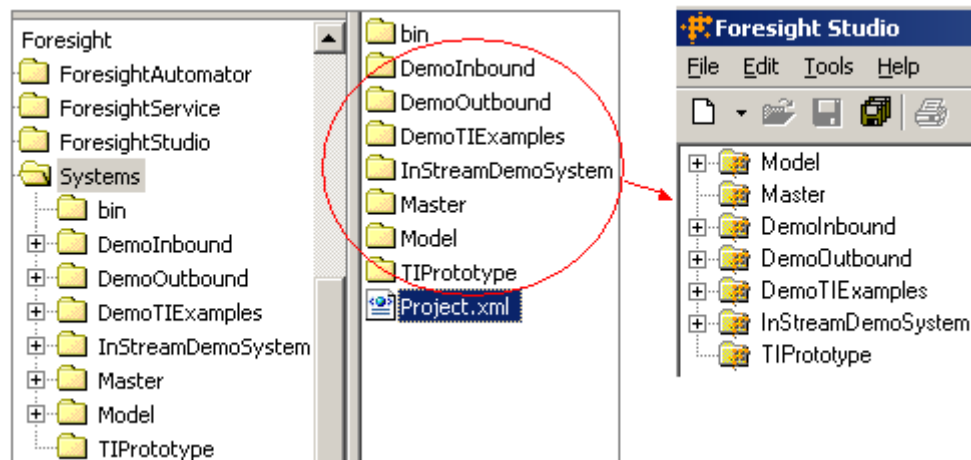 Foresight
ForesightAutomator
ForesightService
ForesightStudio
Systems
bin
DemoInbound
DemoOutbound
DemoTIExamples
InStreamDemoSystem
Master
Model
TIPrototype
bin
DemoInbound
DemoOutbound
DemoTIExamples
InStreamDemoSystem
Master
Model
TIPrototype
Project.xml
Foresight Studio
File Edit Tools Help
Model
Master
DemoInbound
DemoOutbound
DemoTIExamples
InStreamDemoSystem
TIPrototype